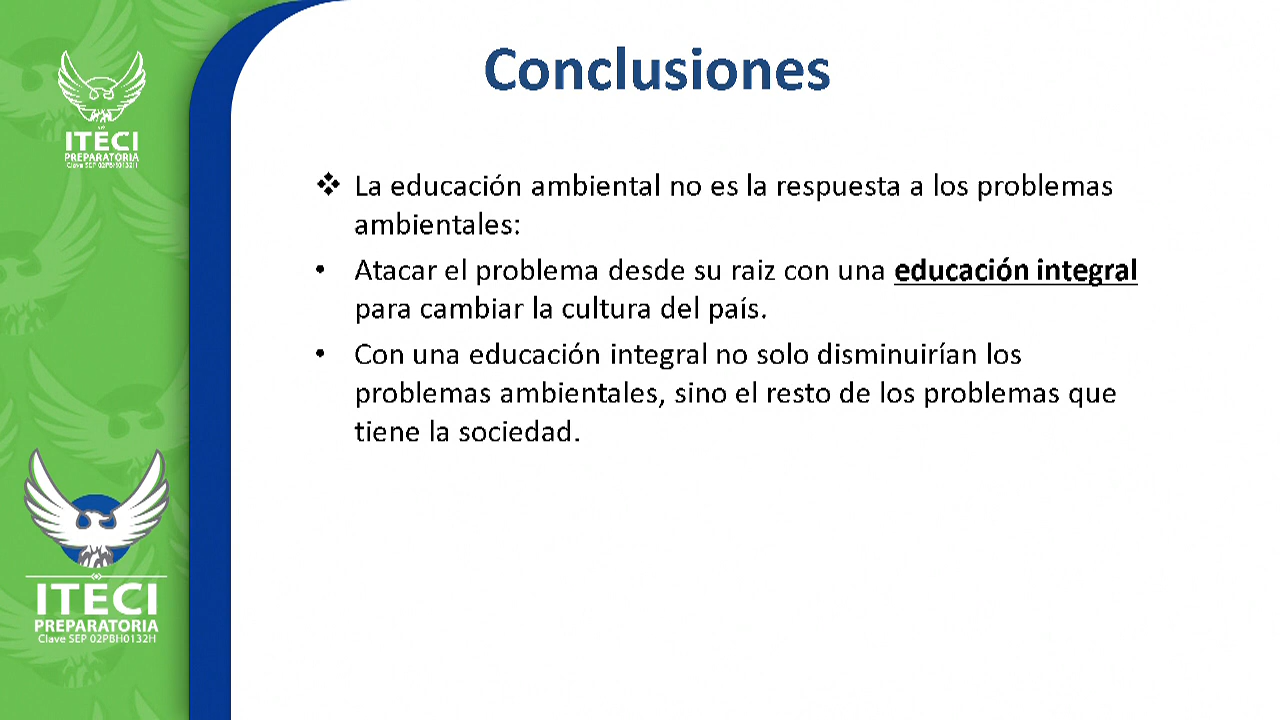 Conclusiones
❖ La educación ambiental no es la respuesta a los problemas
ambientales:
• Atacar el problema desde su raiz con una educación integral
para cambiar la cultura del país.
• Con una educación integral no solo disminuirían los
problemas ambientales, sino el resto de los problemas que
tiene la sociedad.
ITECI
PREPARATORIA
Clave SEP 02PBH0132H
ITECI
PREPARATORIA
Clave SEP 02PBH0132H